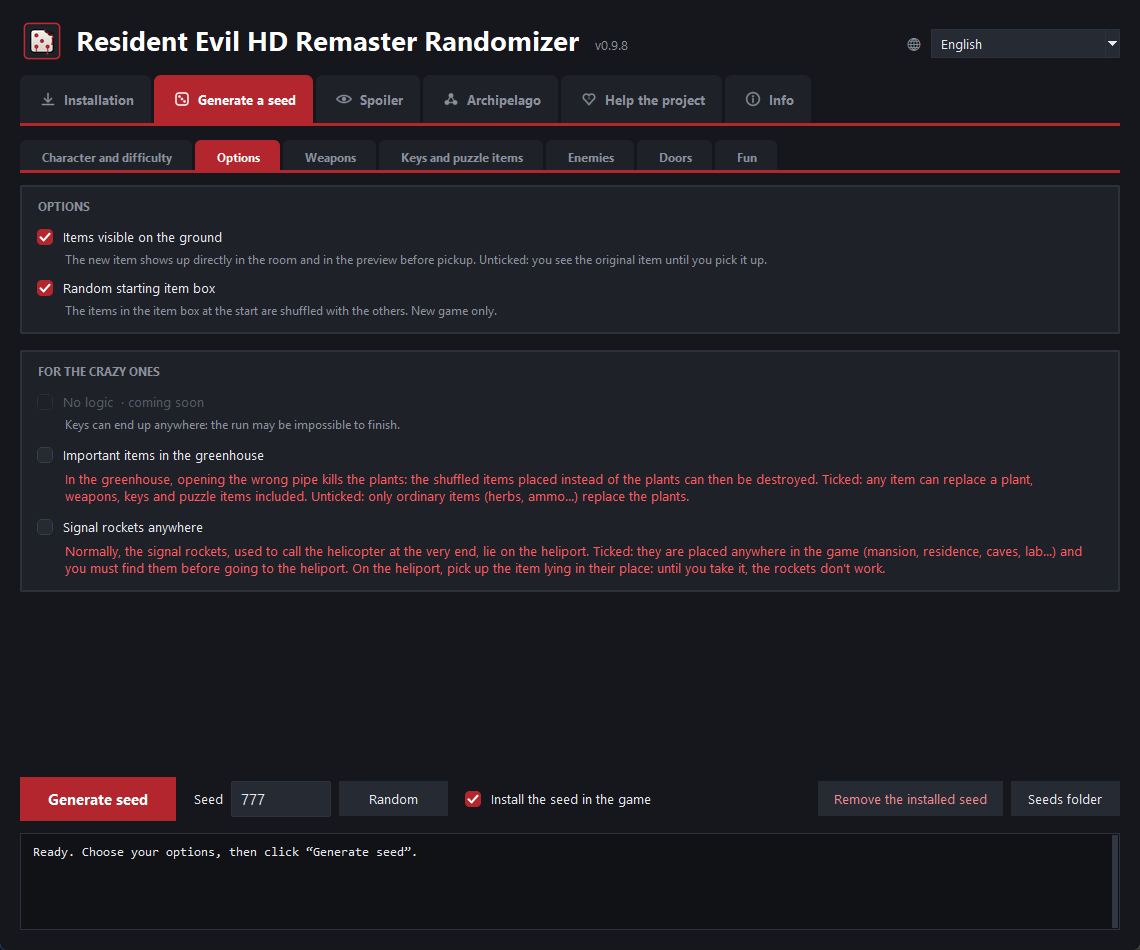 Resident Evil HD Remaster Randomizer v0.9.8
English
Installation
Generate a seed
Spoiler
Archipelago
Help the project
Info
Character and difficulty
Options
Weapons
Keys and puzzle items
Enemies
Doors
Fun
OPTIONS
Items visible on the ground
The new item shows up directly in the room and in the preview before pickup. Unticked: you see the original item until you pick it up.
Random starting item box
The items in the item box at the start are shuffled with the others. New game only.
FOR THE CRAZY ONES
No logic · coming soon
Keys can end up anywhere: the run may be impossible to finish.
Important items in the greenhouse
In the greenhouse, opening the wrong pipe kills the plants: the shuffled items placed instead of the plants can then be destroyed. Ticked: any item can replace a plant,
weapons, keys and puzzle items included. Unticked: only ordinary items (herbs, ammo...) replace the plants.
Signal rockets anywhere
Normally, the signal rockets, used to call the helicopter at the very end, lie on the heliport. Ticked: they are placed anywhere in the game (mansion, residence, caves, lab...) and
you must find them before going to the heliport. On the heliport, pick up the item lying in their place: until you take it, the rockets don't work.
Generate seed
Seed
777
Random
Install the seed in the game
Remove the installed seed
Seeds folder
Ready. Choose your options, then click “Generate seed”.